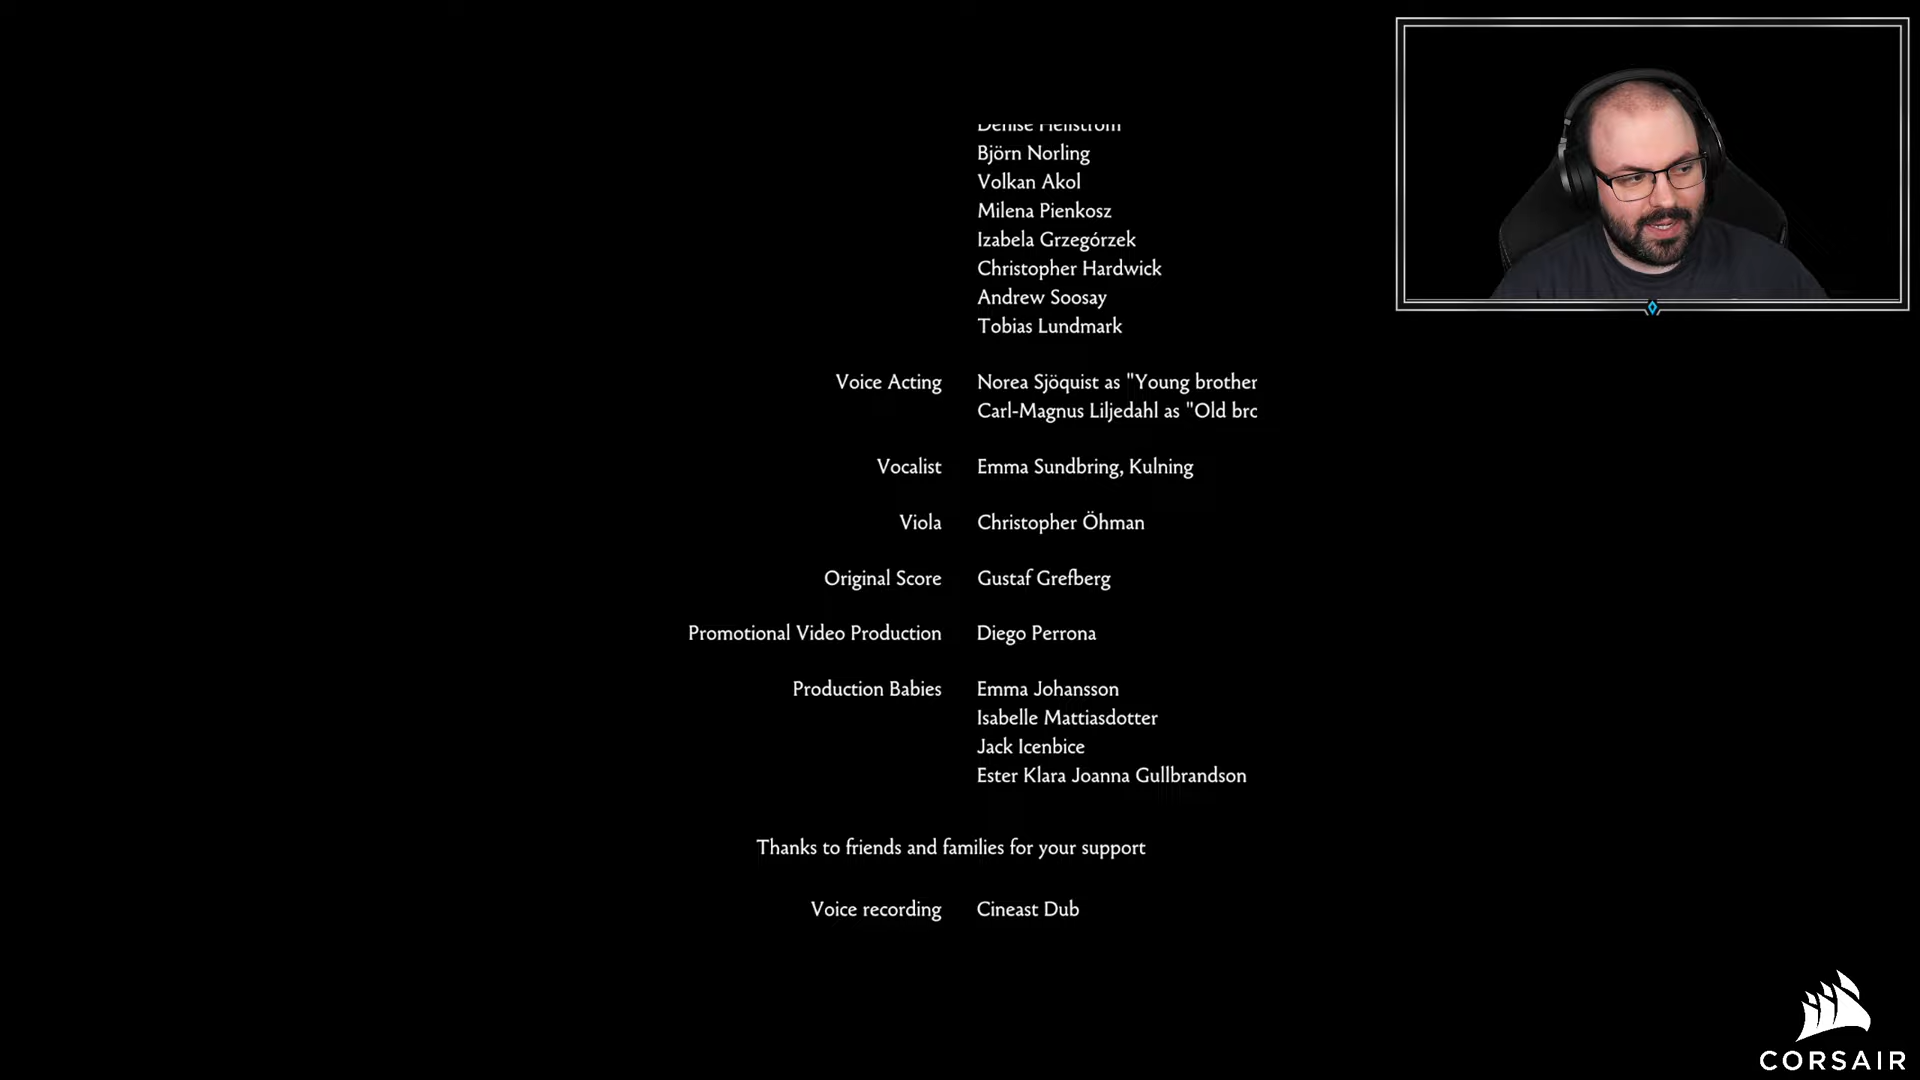 Björn Norling
Volkan Akol
Milena Pienkosz
Izabela Grzegórzek
Christopher Hardwick
Andrew Soosay
Tobias Lundmark
Voice Acting Norea Sjöquist as "Young brother
Carl-Magnus Liljedahl as "Old bro
Vocalist Emma Sundbring, Kulning
Viola Christopher Öhman
Original Score Gustaf Grefberg
Promotional Video Production Diego Perrona
Production Babies Emma Johansson
Isabelle Mattiasdotter
Jack Icenbice
Ester Klara Joanna Gullbrandson
Thanks to friends and families for your support
Voice recording Cineast Dub
CORSAIR